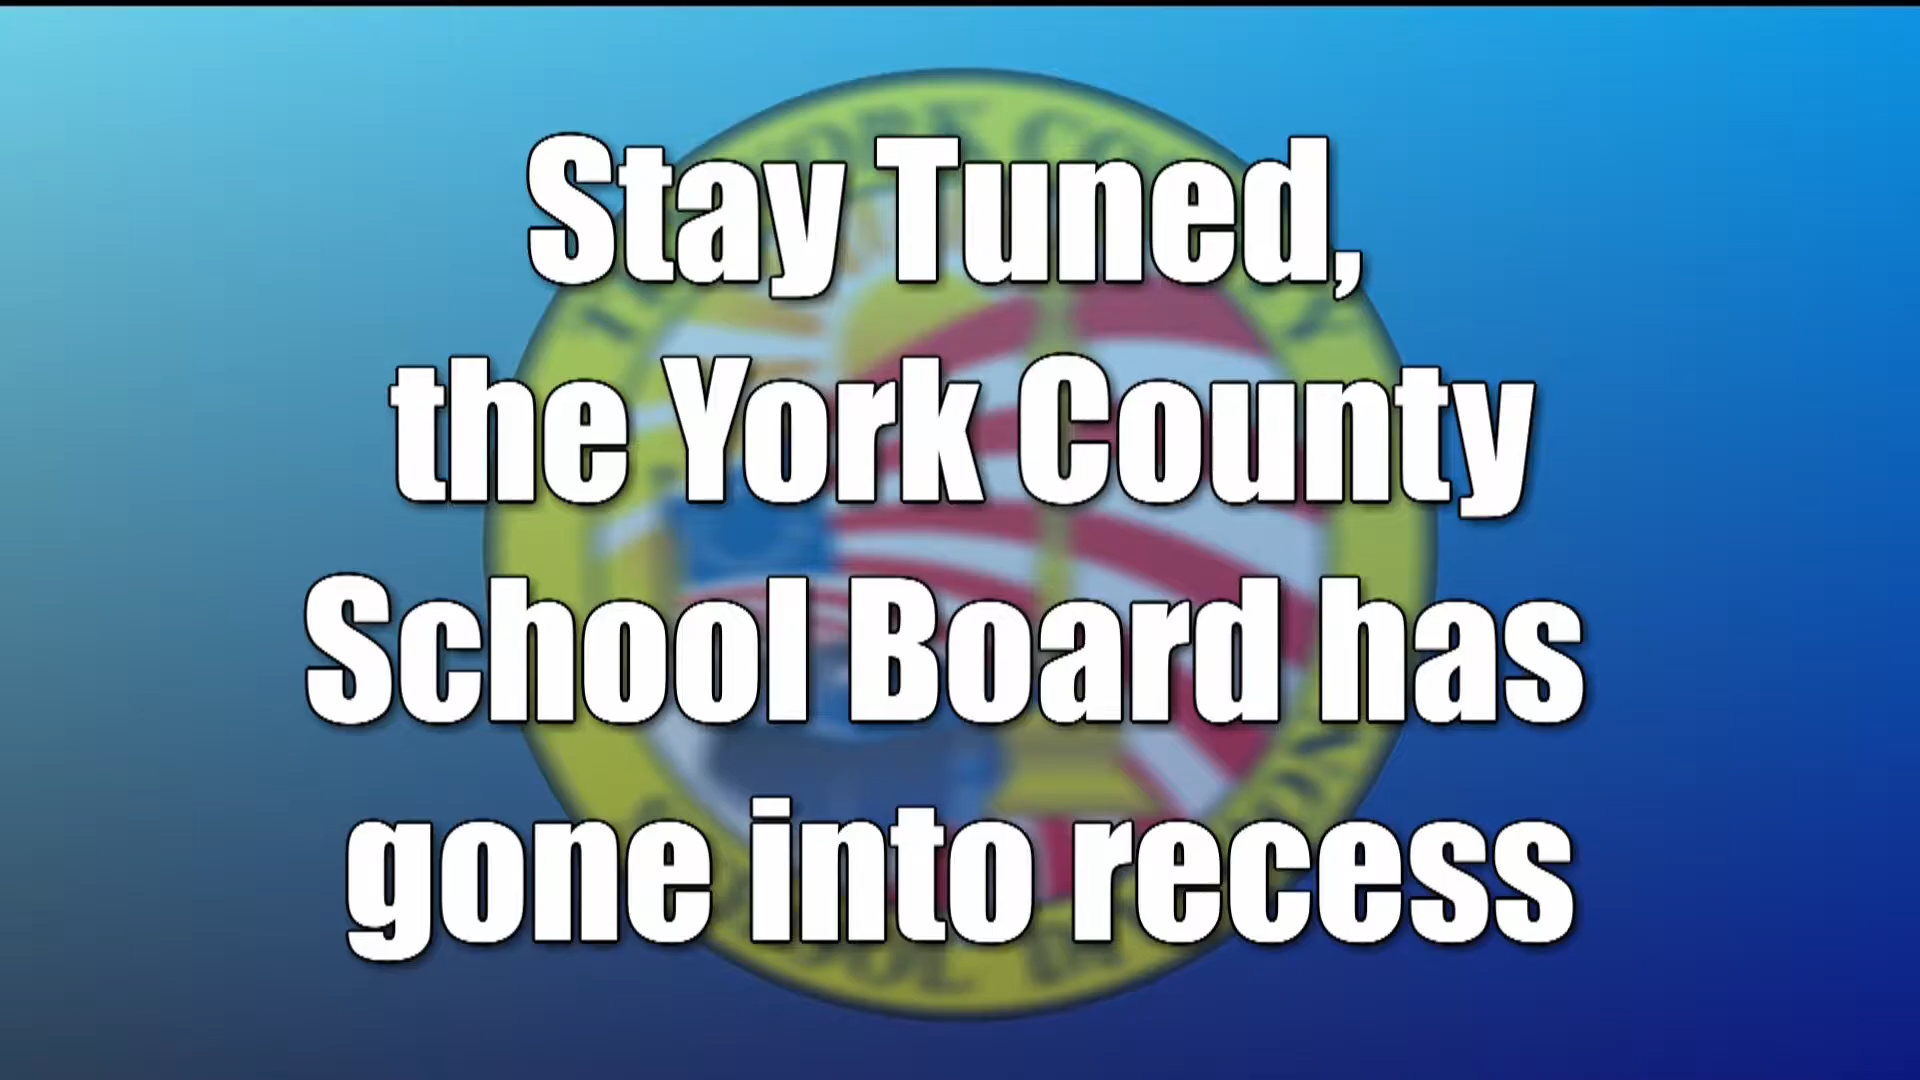 Stay Tuned,
the York County
School Board has
gone into recess